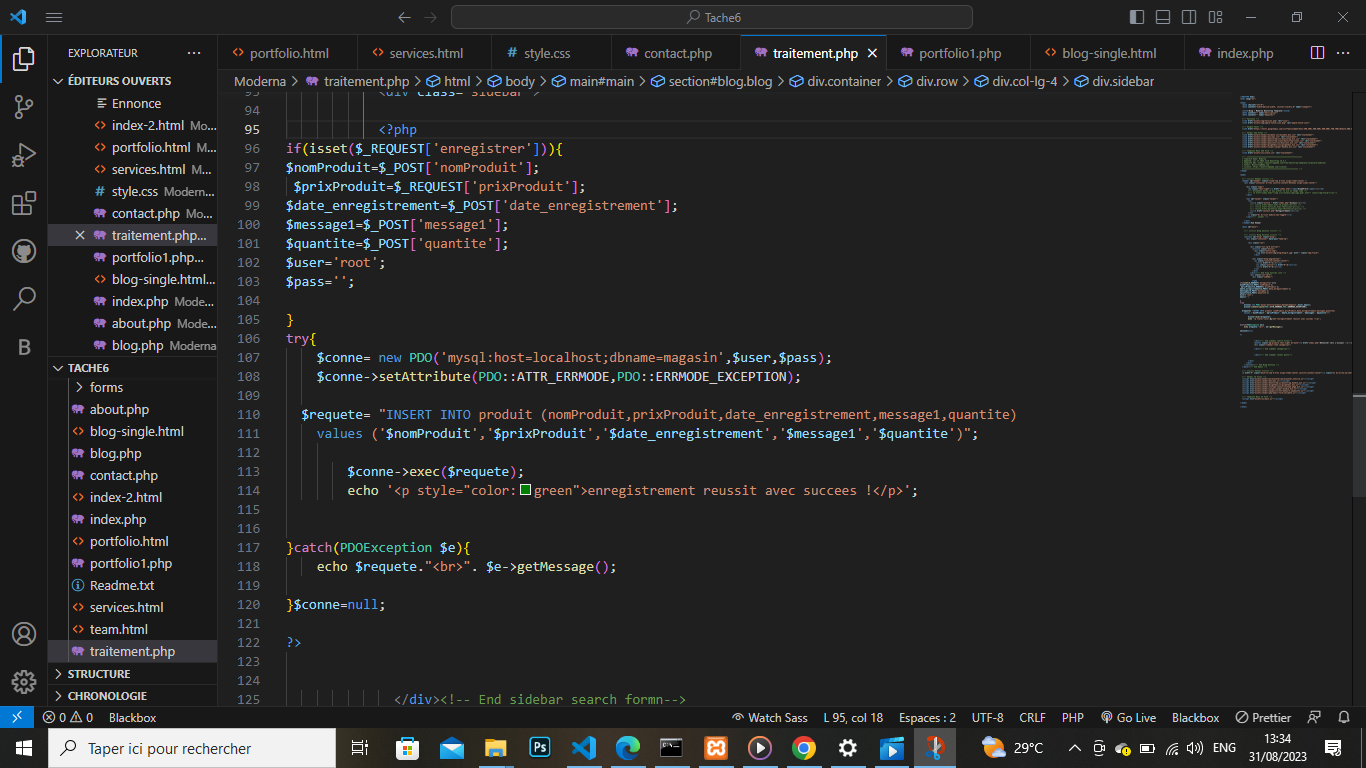 Tache6
EXPLORATEUR
portfolio.html
services.html
style.css
contact.php
traitement.php
portfolio1.php
blog-single.html
index.php
Moderna > traitement.php > html > body > main#main > section#blog.blog > div.container > div.row > div.col-lg-4 > div.sidebar
ÉDITEURS OUVERTS
Ennonce
index-2.html Mo...
portfolio.html M...
services.html M...
style.css Modern...
contact.php Mo...
traitement.php...
portfolio1.php...
blog-single.html...
index.php Mode...
about.php Mode...
blog.php Moderna
TACHE6
forms
about.php
blog-single.html
blog.php
contact.php
index-2.html
index.php
portfolio.html
portfolio1.php
Readme.txt
services.html
team.html
traitement.php
STRUCTURE
CHRONOLOGIE
93 <div class="sidebar">
94
95 <?php
96 if(isset($_REQUEST['enregistrer'])){
97 $nomProduit=$_POST['nomProduit'];
98 $prixProduit=$_REQUEST['prixProduit'];
99 $date_enregistrement=$_POST['date_enregistrement'];
100 $message1=$_POST['message1'];
101 $quantite=$_POST['quantite'];
102 $user='root';
103 $pass='';
104
105 }
106 try{
107 $conne= new PDO('mysql:host=localhost;dbname=magasin',$user,$pass);
108 $conne->setAttribute(PDO::ATTR_ERRMODE,PDO::ERRMODE_EXCEPTION);
109
110 $requete= "INSERT INTO produit (nomProduit,prixProduit,date_enregistrement,message1,quantite)
111 values ('$nomProduit','$prixProduit','$date_enregistrement','$message1','$quantite')";
112
113 $conne->exec($requete);
114 echo '<p style="color:green">enregistrement reussit avec succees !</p>';
115
116
117 }catch(PDOException $e){
118 echo $requete."<br>". $e->getMessage();
119
120 }$conne=null;
121
122 ?>
123
124
125 </div><!-- End sidebar search formn-->
0 0 Blackbox
Watch Sass L 95, col 18 Espaces : 2 UTF-8 CRLF PHP Go Live Blackbox Prettier
Taper ici pour rechercher
Ps
29°C
ENG
13:34
31/08/2023